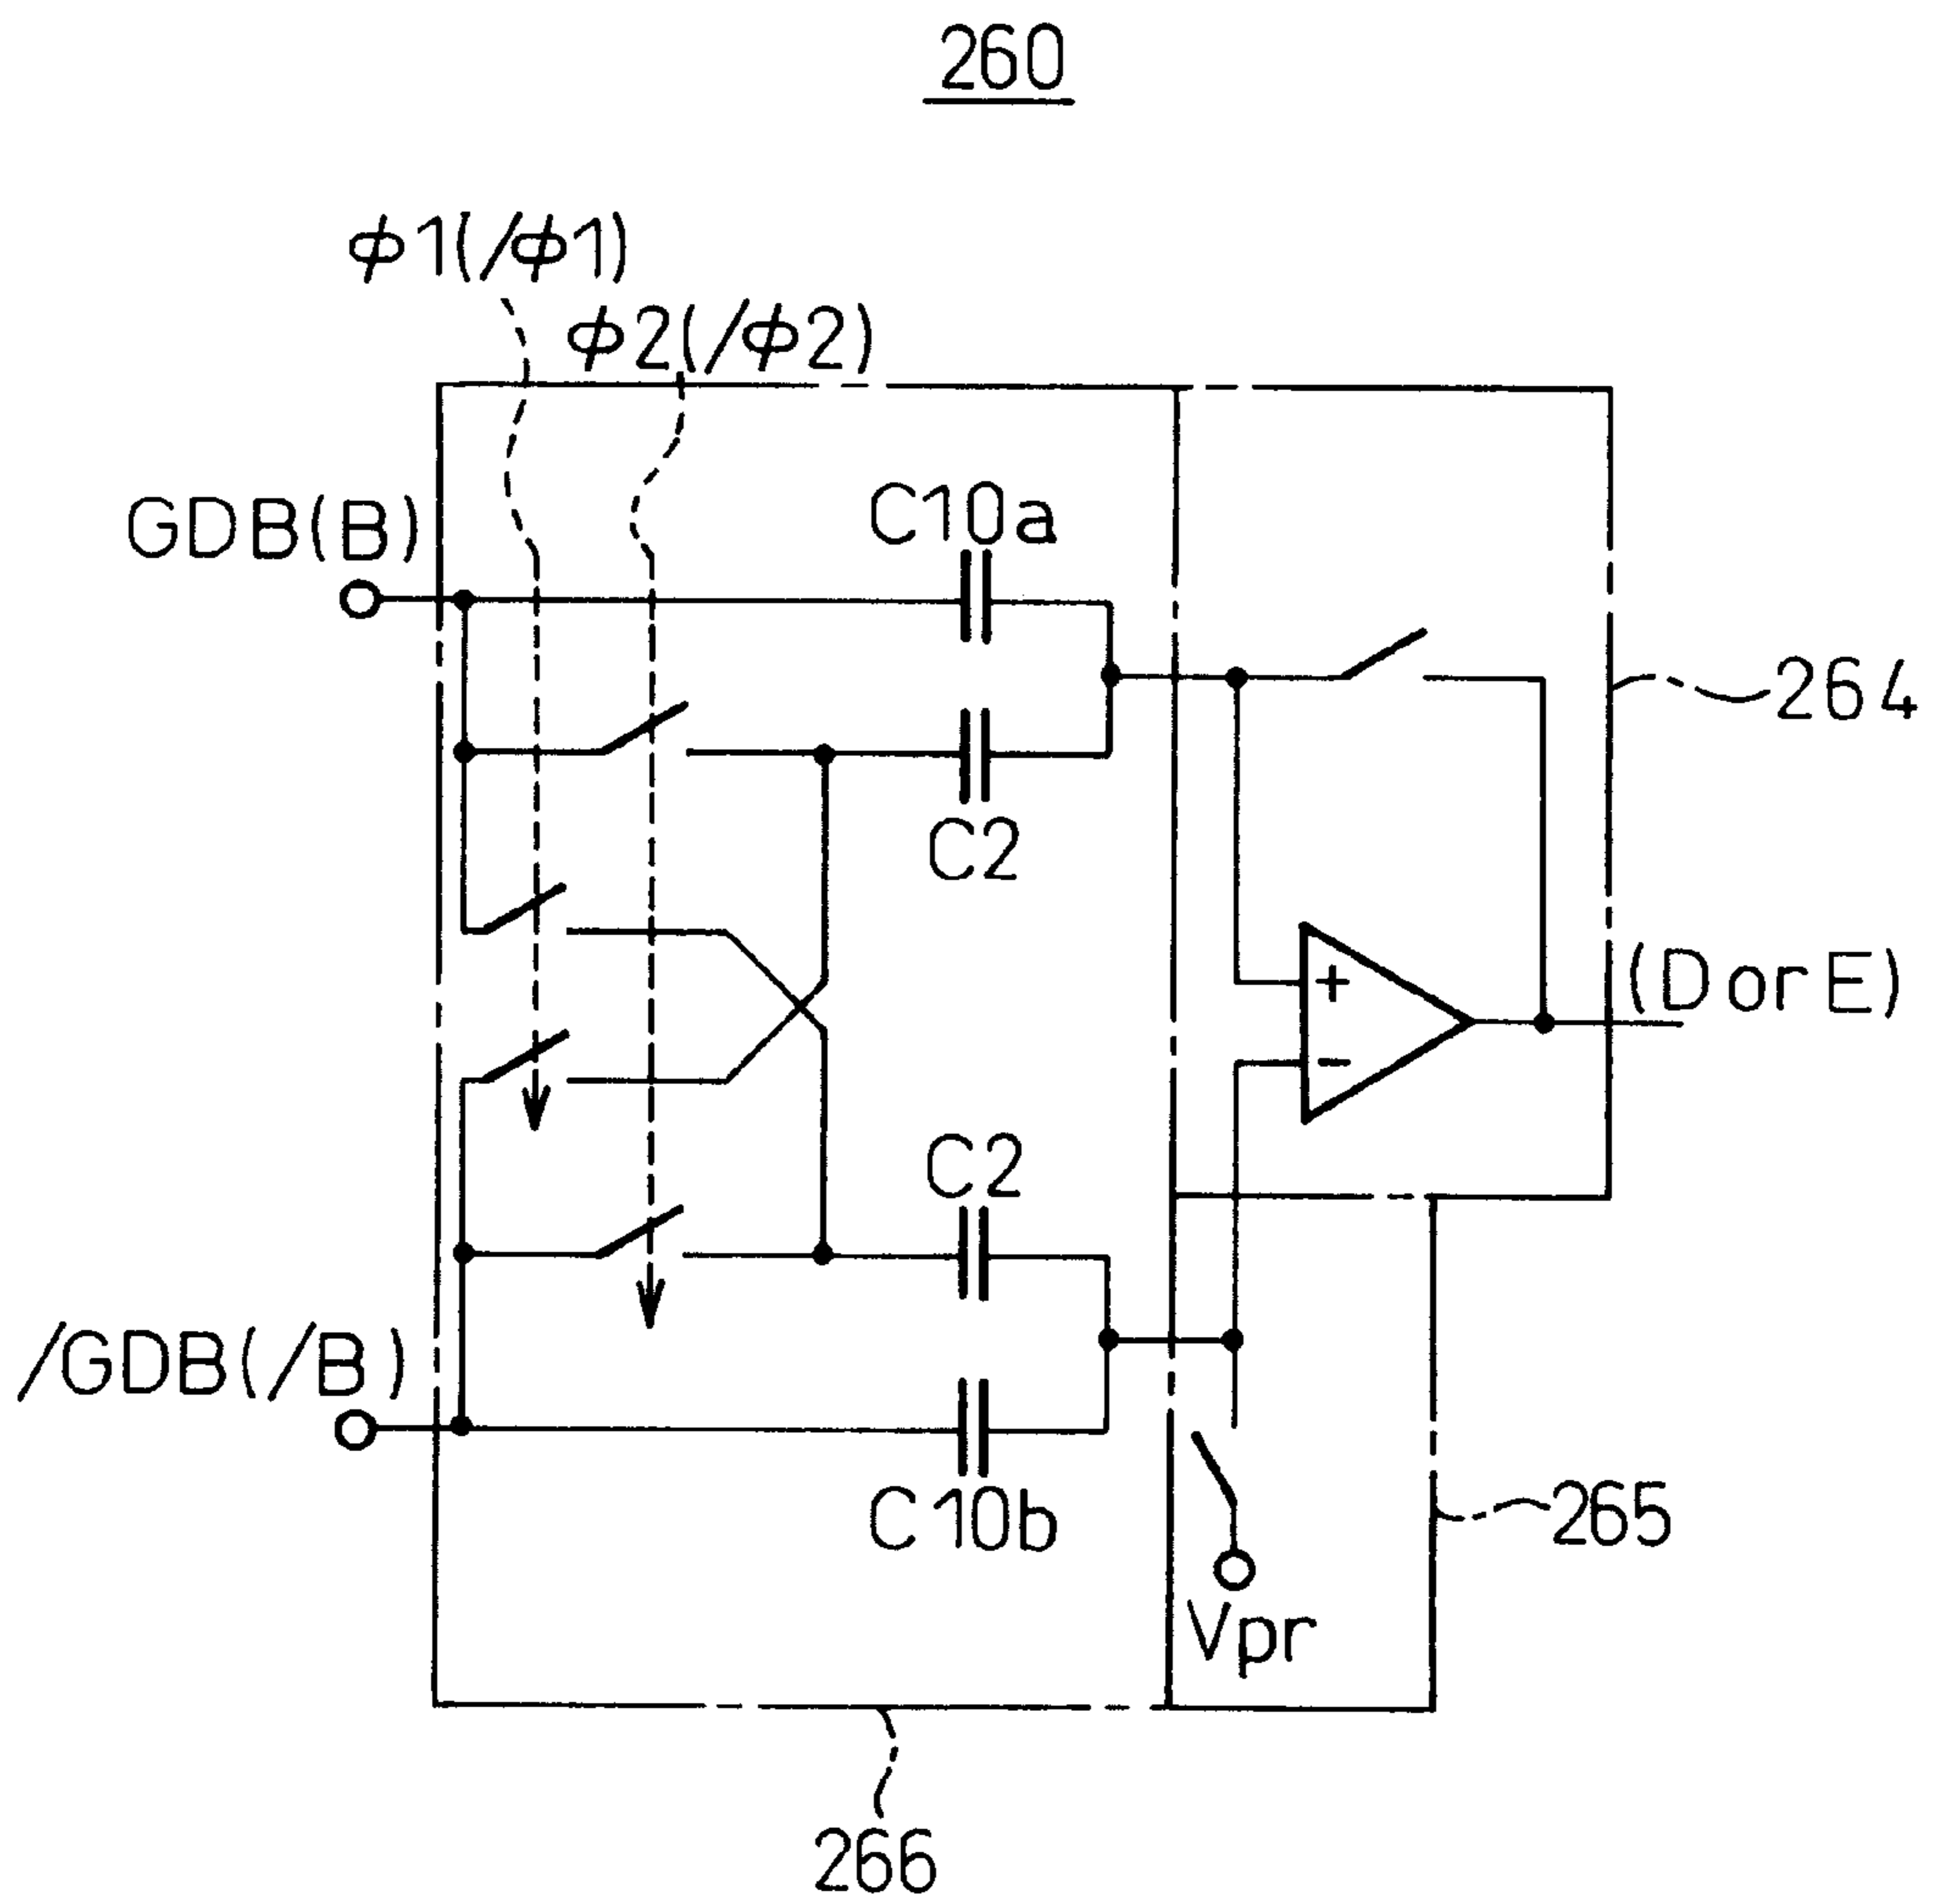 260
φ1(/φ1)
φ2(/φ2)
GDB(B)
C10a
264
C2
+
(D or E)
-
C2
/GDB(/B)
C10b
265
Vpr
266